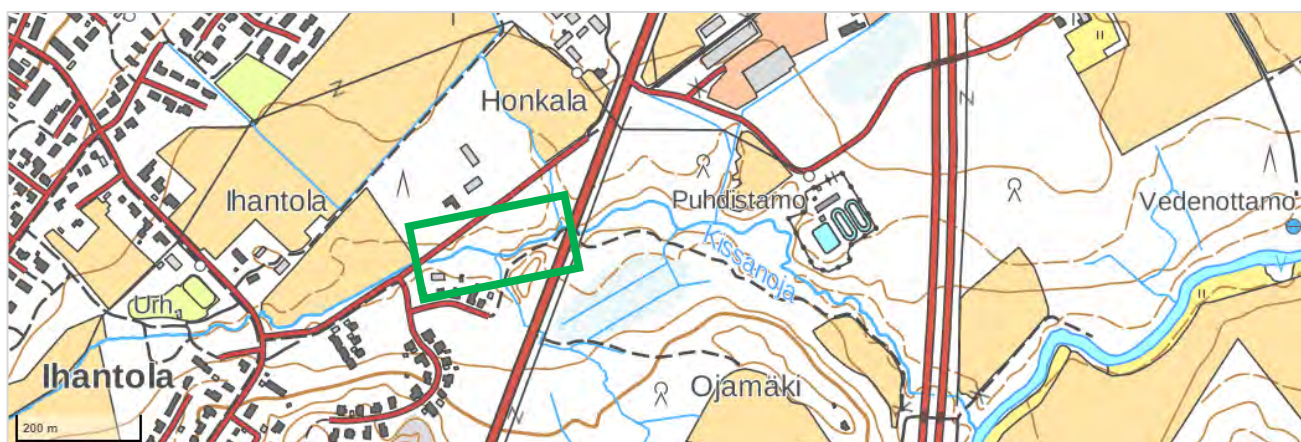 Honkala
Ihantola
Puhdistamo
Vedenottamo
Kissanoja
Urh.
Ihantola
Ojamäki
200 m